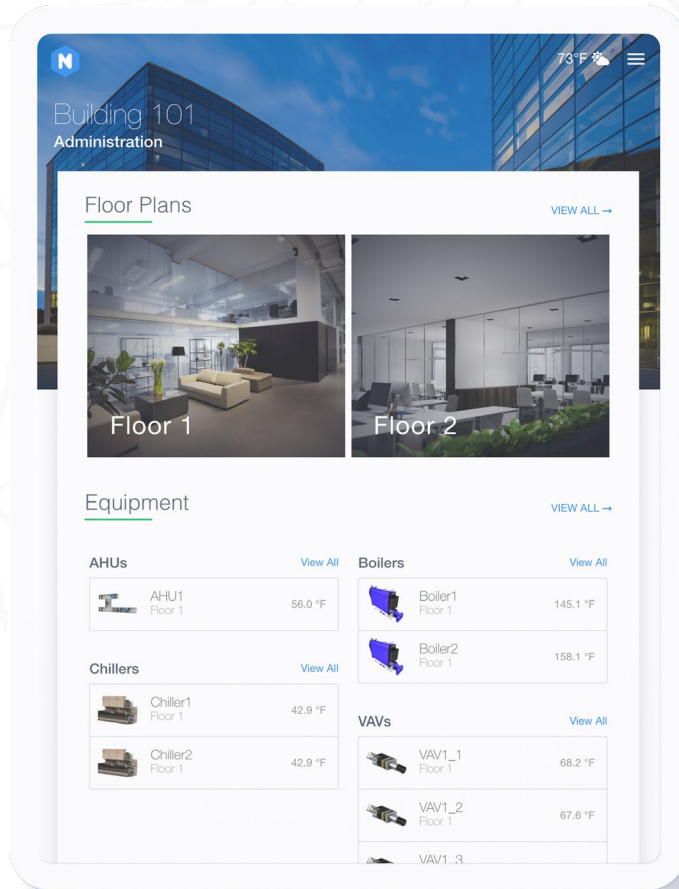 N
73°F
Building 101
Administration
Floor Plans
VIEW ALL →
Floor 1
Floor 2
Equipment
VIEW ALL →
AHUs
View All
AHU1
Floor 1
56.0 °F
Chillers
View All
Chiller1
Floor 1
42.9 °F
Chiller2
Floor 1
42.9 °F
Boilers
View All
Boiler1
Floor 1
145.1 °F
Boiler2
Floor 1
158.1 °F
VAVs
View All
VAV1_1
Floor 1
68.2 °F
VAV1_2
Floor 1
67.6 °F
VAV1_3